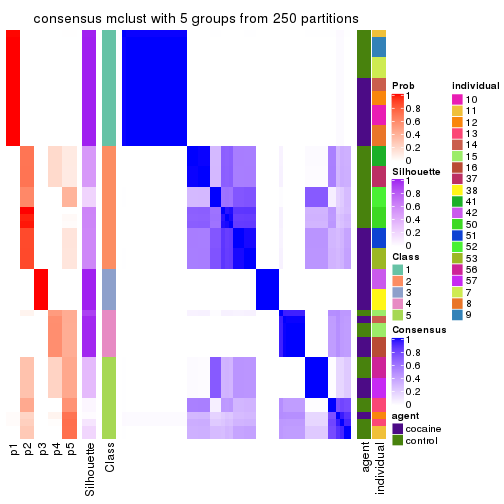 consensus mclust with 5 groups from 250 partitions
p1
p2
p3
p4
p5
Silhouette
Class
agent
individual
Prob
1
0.8
0.6
0.4
0.2
0
Silhouette
1
0.8
0.6
0.4
0.2
0
Class
1
2
3
4
5
Consensus
1
0.8
0.6
0.4
0.2
0
agent
cocaine
control
individual
10
11
12
13
14
15
16
37
38
41
42
50
51
52
53
56
57
7
8
9